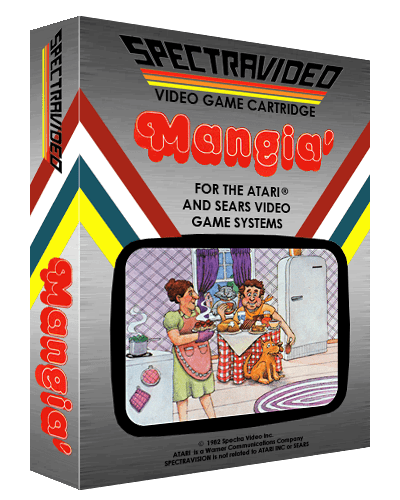 SPECTRAVIDEO
VIDEO GAME CARTRIDGE
Mangia'
FOR THE ATARI®
AND SEARS VIDEO
GAME SYSTEMS
© 1982 Spectra Video Inc.
ATARI is a Warner Communications Company
SPECTRAVISION is not related to ATARI INC or SEARS
SPECTRAVIDEO
Mangia'